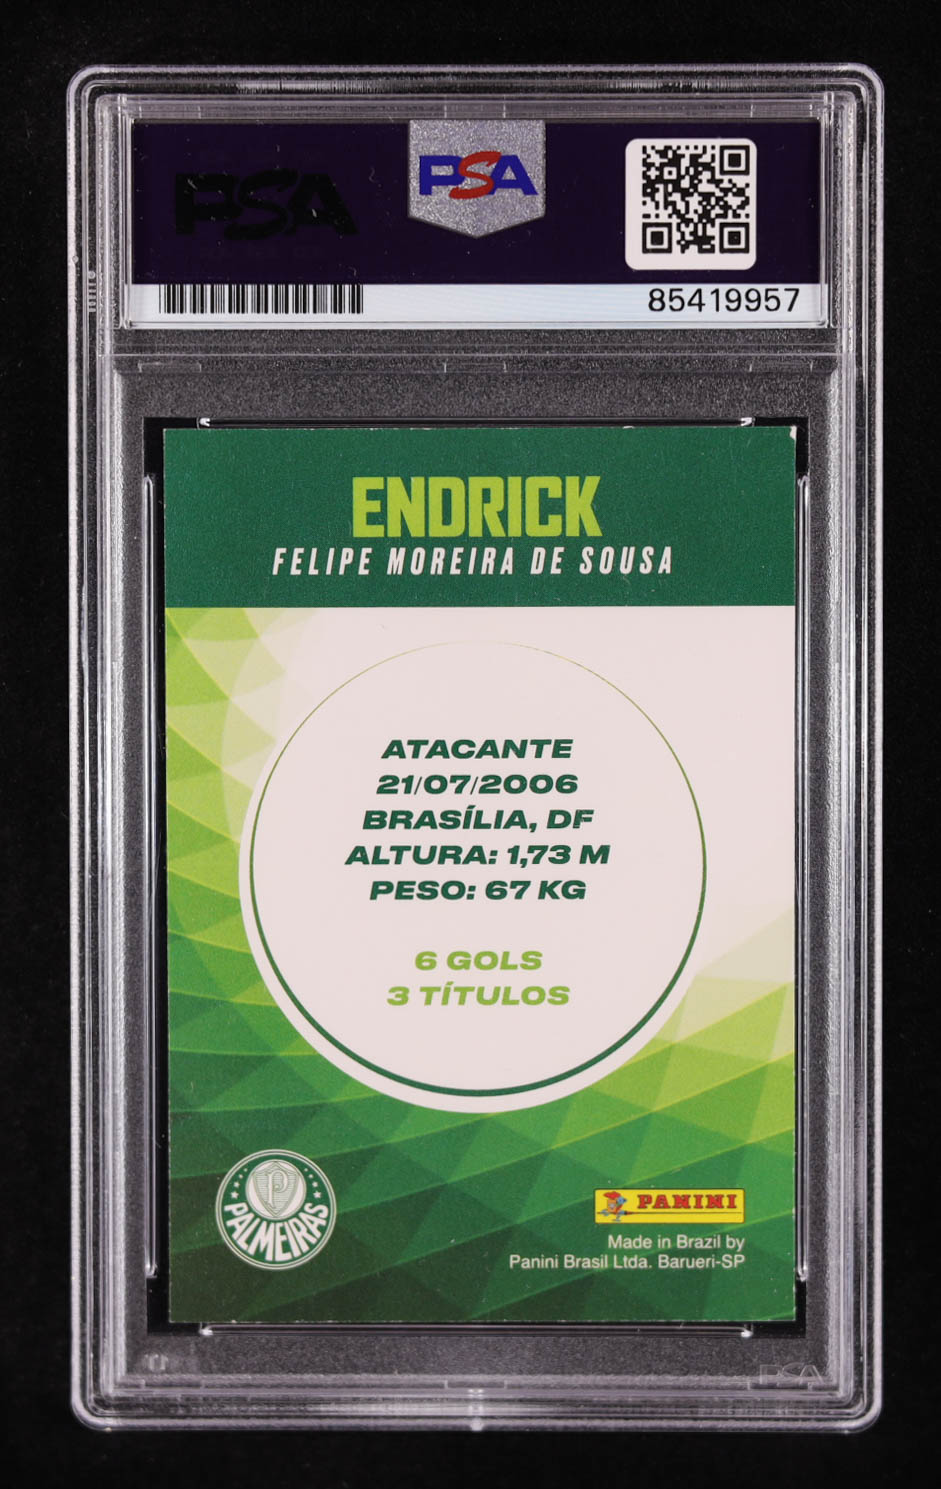 PSA
PSA
85419957
ENDRICK
FELIPE MOREIRA DE SOUSA
ATACANTE
21/07/2006
BRASÍLIA, DF
ALTURA: 1,73 M
PESO: 67 KG
6 GOLS
3 TÍTULOS
P
PALMEIRAS
PANINI
Made in Brazil by
Panini Brasil Ltda. Barueri-SP
PSA